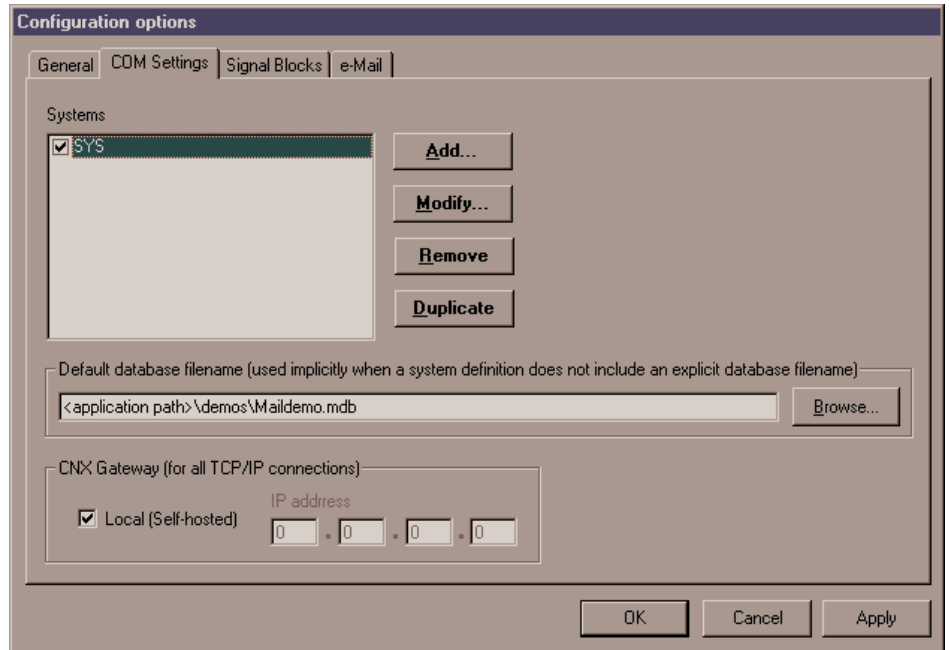 Configuration options
General COM Settings Signal Blocks e-Mail
Systems
SYS
Add...
Modify...
Remove
Duplicate
Default database filename (used implicitly when a system definition does not include an explicit database filename)
<application path>\demos\Maildemo.mdb
Browse...
CNX Gateway (for all TCP/IP connections)
IP addrress
Local (Self-hosted)
0 . 0 . 0 . 0
OK Cancel Apply